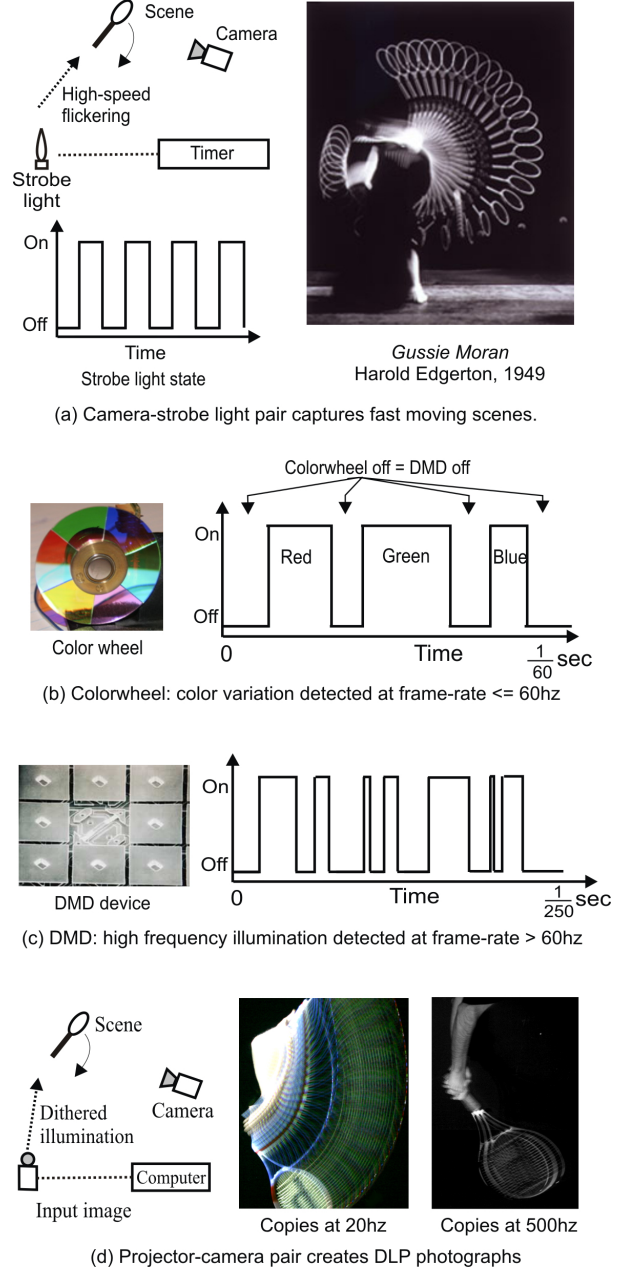 Scene
Camera
High-speed
flickering
Timer
Strobe
light
On
Off
Time
Strobe light state
Gussie Moran
Harold Edgerton, 1949
(a) Camera-strobe light pair captures fast moving scenes.
Colorwheel off = DMD off
On
Red
Green
Blue
Off
Color wheel
0
Time
1/60 sec
(b) Colorwheel: color variation detected at frame-rate <= 60hz
On
Off
DMD device
0
Time
1/250 sec
(c) DMD: high frequency illumination detected at frame-rate > 60hz
Scene
Camera
Dithered
illumination
Computer
Input image
Copies at 20hz
Copies at 500hz
(d) Projector-camera pair creates DLP photographs